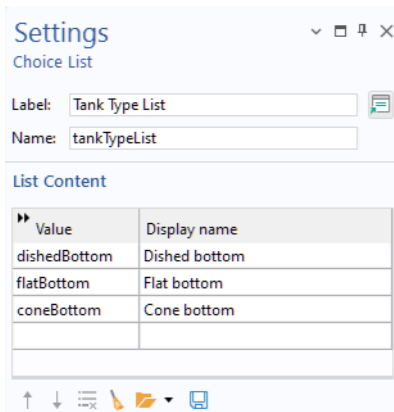 Settings
Choice List
Label: Tank Type List
Name: tankTypeList
List Content
Value Display name
dishedBottom Dished bottom
flatBottom Flat bottom
coneBottom Cone bottom